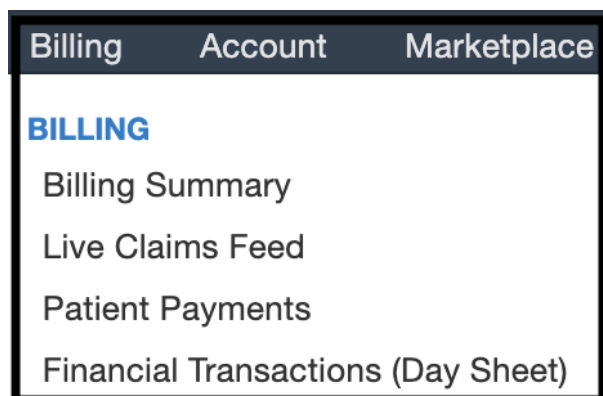 Billing Account Marketplace
BILLING
Billing Summary
Live Claims Feed
Patient Payments
Financial Transactions (Day Sheet)